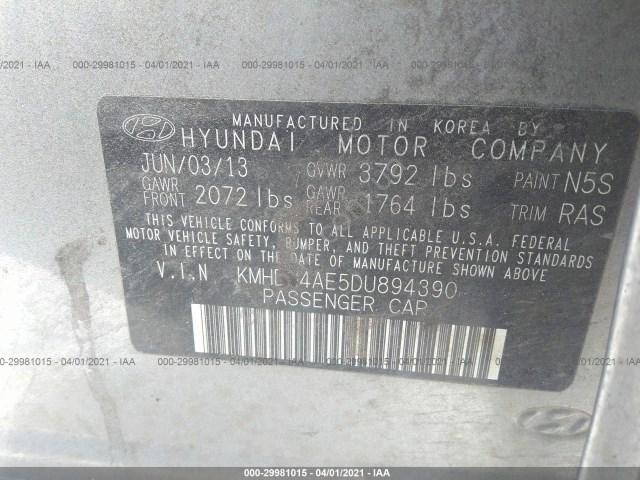 000-29981015 - 04/01/2021 - IAA
000-29981015 - 04/01/2021 - IAA
000-29981015 - 04/01/2021 - IAA
MANUFACTURED IN KOREA BY
HYUNDAI MOTOR COMPANY
JUN/03/13 GVWR 3792 lbs PAINT N5S
GAWR FRONT 2072 lbs GAWR REAR 1764 lbs TRIM RAS
THIS VEHICLE CONFORMS TO ALL APPLICABLE U.S.A. FEDERAL
MOTOR VEHICLE SAFETY, BUMPER, AND THEFT PREVENTION STANDARDS
IN EFFECT ON THE DATE OF MANUFACTURE SHOWN ABOVE.
V.I.N
PASSENGER CAR
000-29981015 - 04/01/2021 - IAA
000-29981015 - 04/01/2021 - IAA
000-29981015 - 04/01/2021 - IAA
000-29981015 - 04/01/2021 - IAA